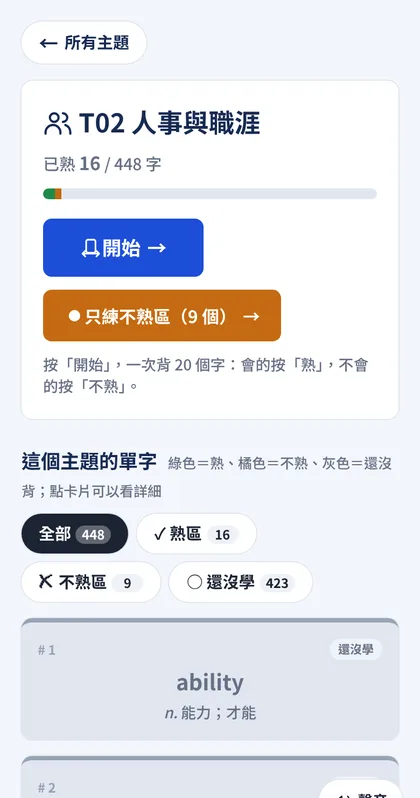 ← 所有主題
T02 人事與職涯
已熟 16 / 448 字
開始 →
只練不熟區（9 個） →
按「開始」，一次背 20 個字：會的按「熟」，不會
的按「不熟」。
這個主題的單字 綠色＝熟、橘色＝不熟、灰色＝還沒
背；點卡片可以看詳細
全部 448 ✓ 熟區 16
✕ 不熟區 9 ○ 還沒學 423
# 1 還沒學
ability
n. 能力；才能
# 2